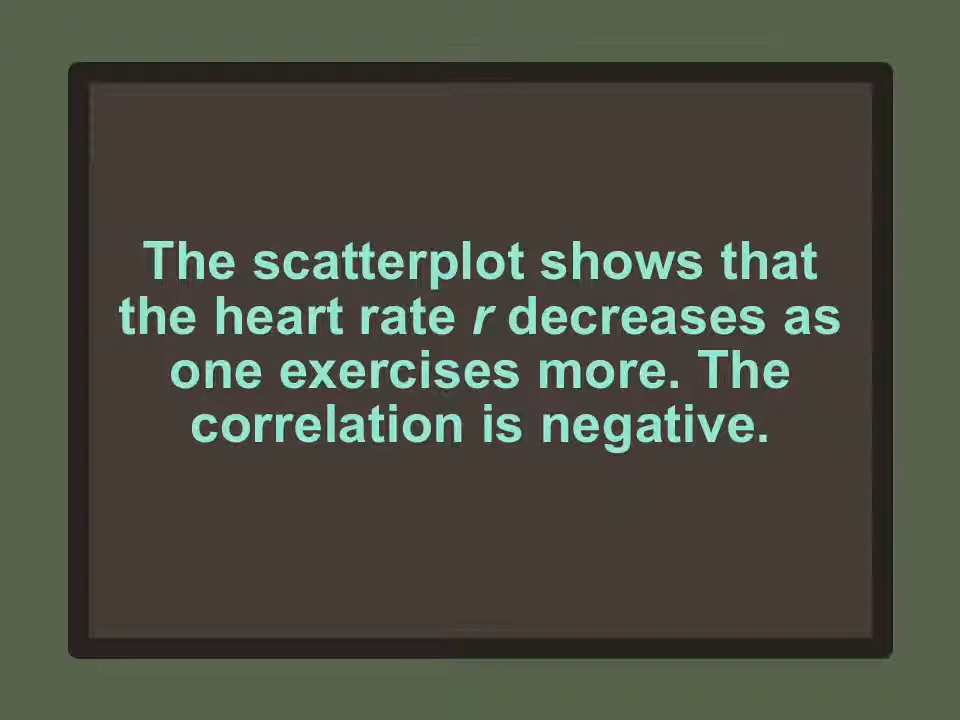 The scatterplot shows that
the heart rate r decreases as
one exercises more. The
correlation is negative.